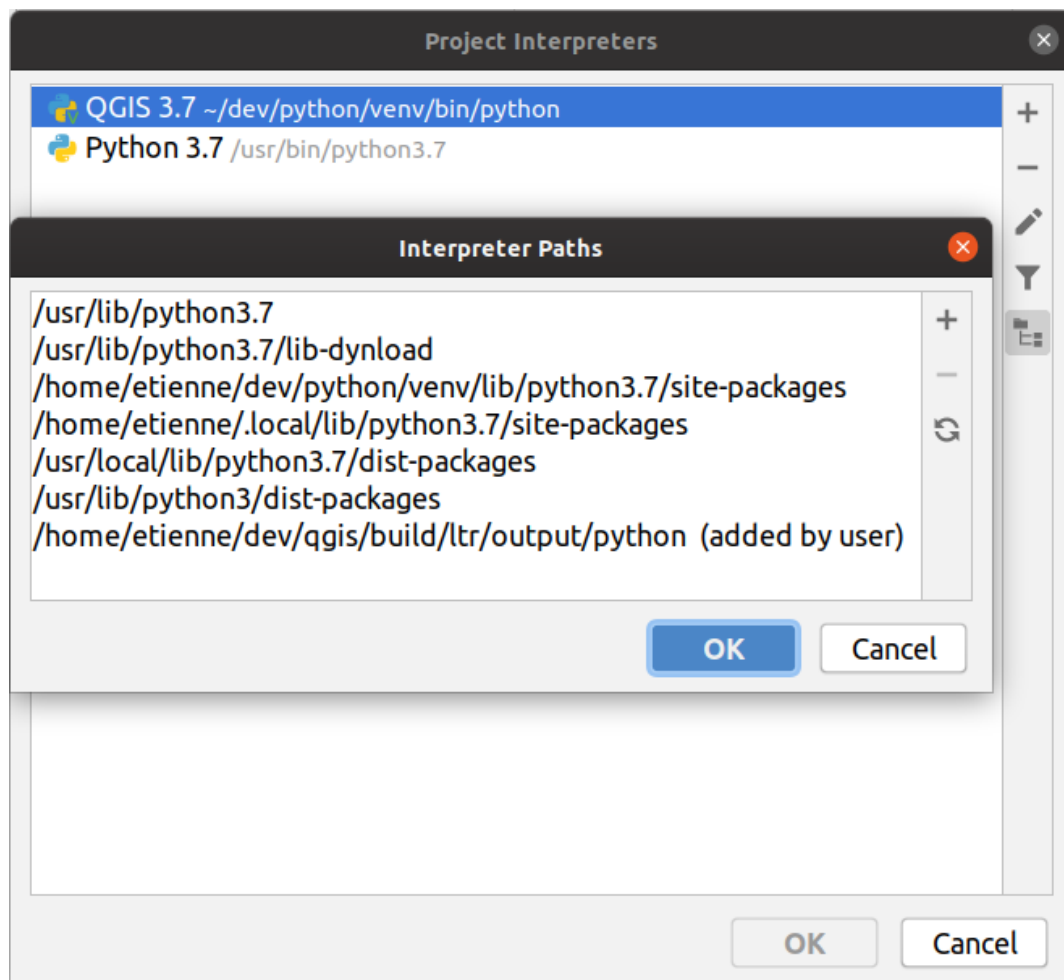 Project Interpreters
QGIS 3.7 ~/dev/python/venv/bin/python
Python 3.7 /usr/bin/python3.7
Interpreter Paths
/usr/lib/python3.7
/usr/lib/python3.7/lib-dynload
/home/etienne/dev/python/venv/lib/python3.7/site-packages
/home/etienne/.local/lib/python3.7/site-packages
/usr/local/lib/python3.7/dist-packages
/usr/lib/python3/dist-packages
/home/etienne/dev/qgis/build/ltr/output/python (added by user)
OK Cancel
OK Cancel